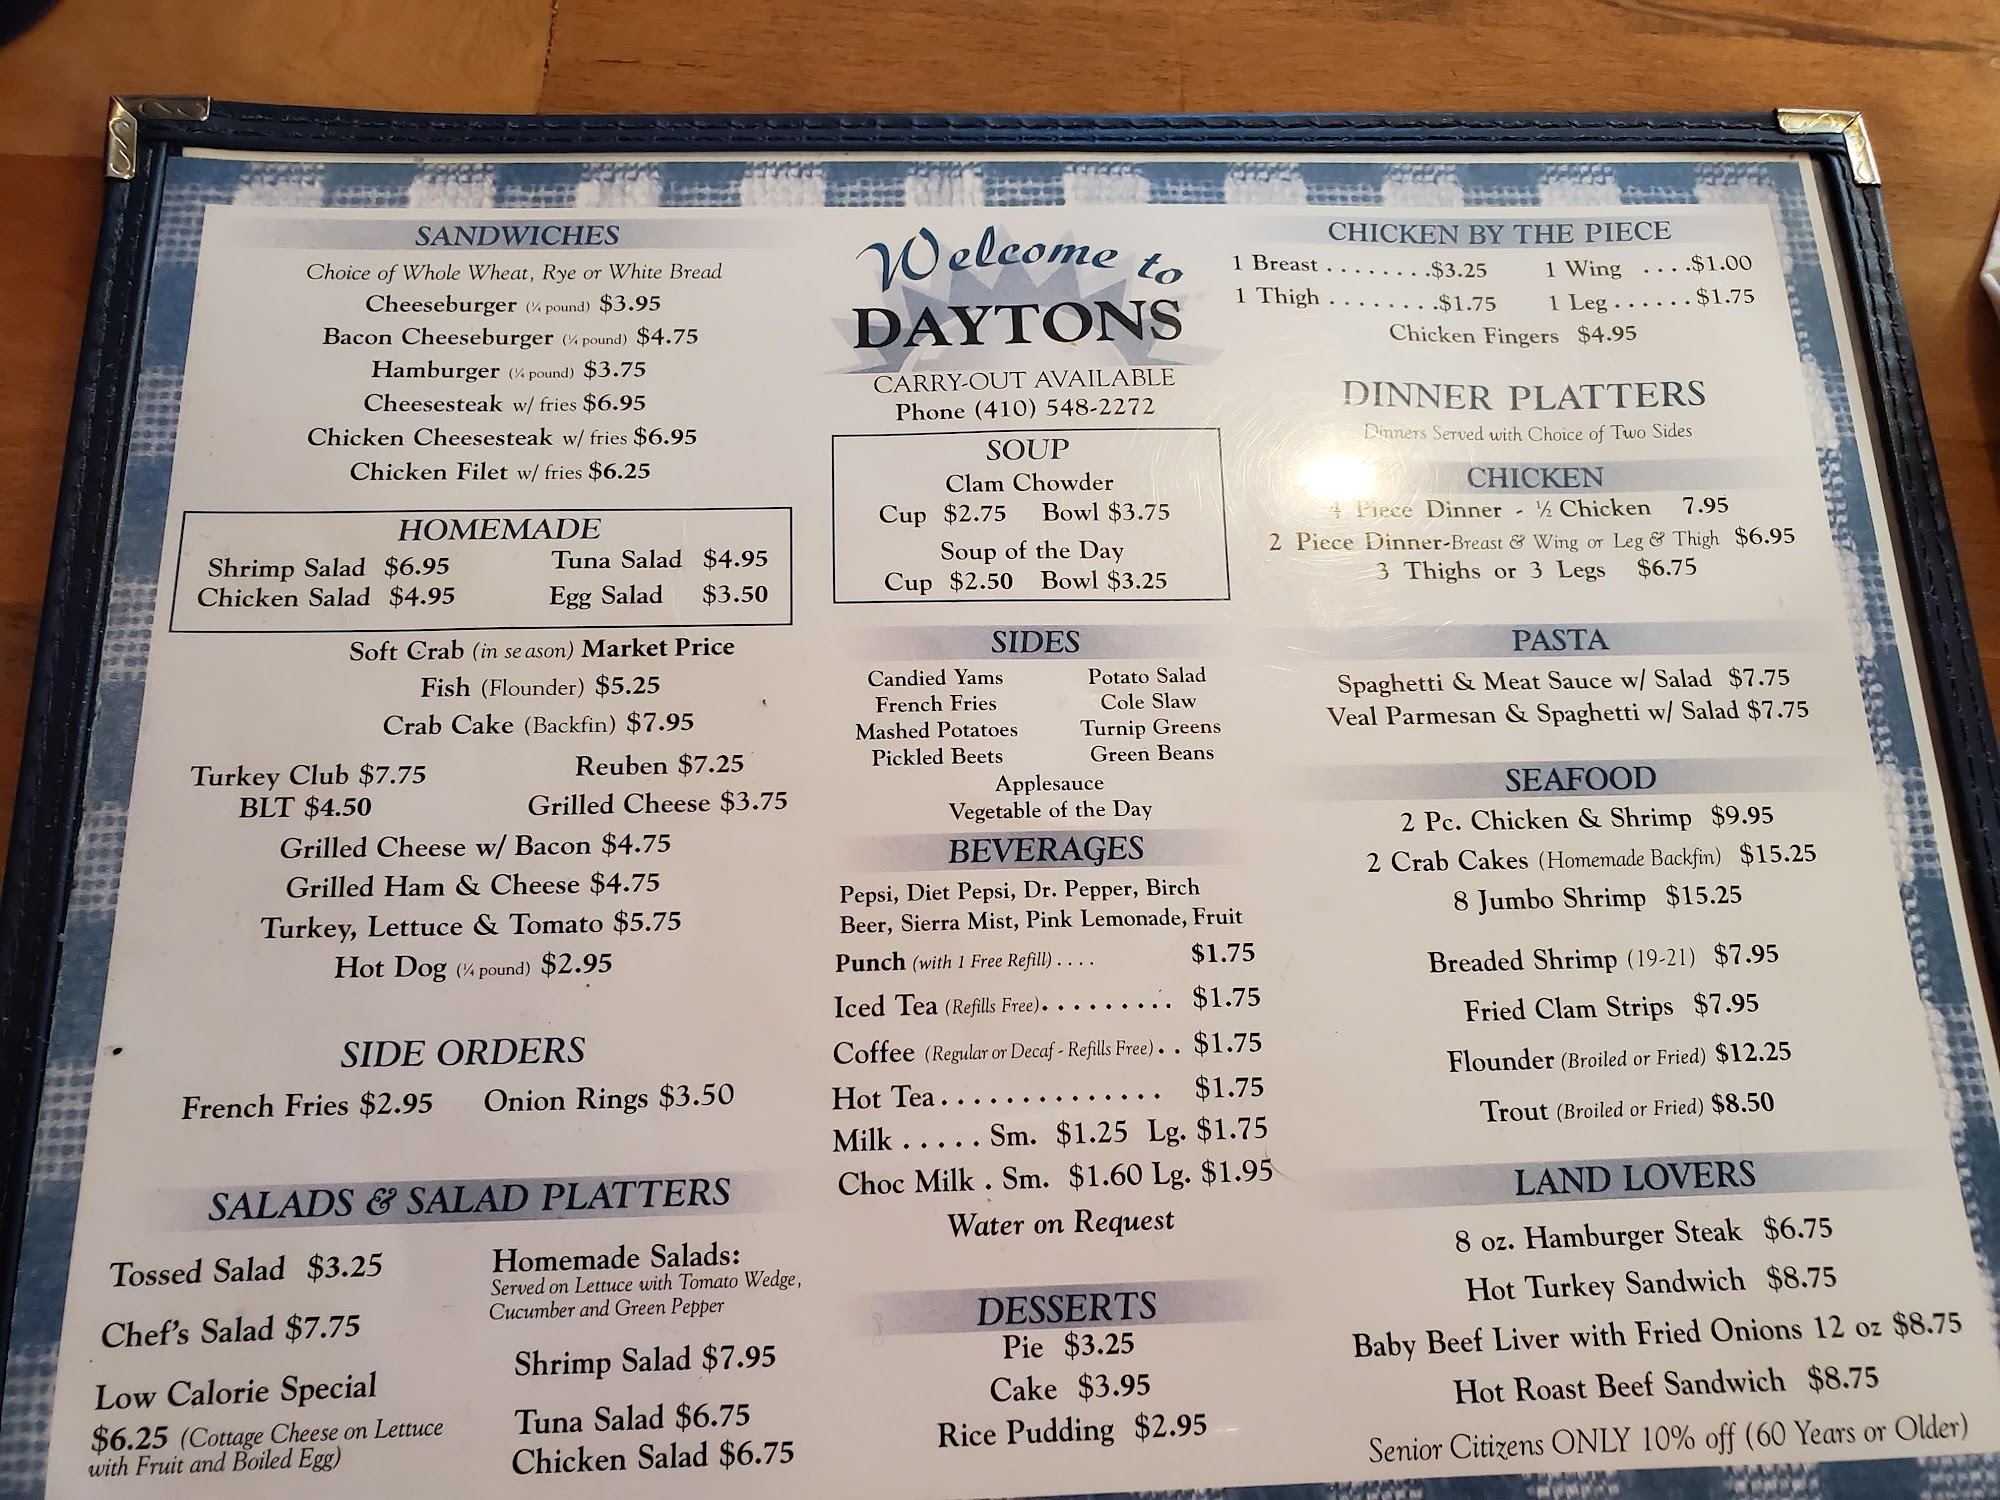 SANDWICHES
Choice of Whole Wheat, Rye or White Bread
Cheeseburger (¼ pound) $3.95
Bacon Cheeseburger (¼ pound) $4.75
Hamburger (¼ pound) $3.75
Cheesesteak w/ fries $6.95
Chicken Cheesesteak w/ fries $6.95
Chicken Filet w/ fries $6.25
HOMEMADE
Shrimp Salad $6.95 Tuna Salad $4.95
Chicken Salad $4.95 Egg Salad $3.50
Soft Crab (in season) Market Price
Fish (Flounder) $5.25
Crab Cake (Backfin) $7.95
Turkey Club $7.75 Reuben $7.25
BLT $4.50 Grilled Cheese $3.75
Grilled Cheese w/ Bacon $4.75
Grilled Ham & Cheese $4.75
Turkey, Lettuce & Tomato $5.75
Hot Dog (¼ pound) $2.95
SIDE ORDERS
French Fries $2.95 Onion Rings $3.50
SALADS & SALAD PLATTERS
Tossed Salad $3.25
Chef's Salad $7.75
Low Calorie Special
$6.25 (Cottage Cheese on Lettuce
with Fruit and Boiled Egg)
Homemade Salads:
Served on Lettuce with Tomato Wedge,
Cucumber and Green Pepper
Shrimp Salad $7.95
Tuna Salad $6.75
Chicken Salad $6.75
Welcome to
DAYTONS
CARRY-OUT AVAILABLE
Phone (410) 548-2272
SOUP
Clam Chowder
Cup $2.75 Bowl $3.75
Soup of the Day
Cup $2.50 Bowl $3.25
SIDES
Candied Yams Potato Salad
French Fries Cole Slaw
Mashed Potatoes Turnip Greens
Pickled Beets Green Beans
Applesauce
Vegetable of the Day
BEVERAGES
Pepsi, Diet Pepsi, Dr. Pepper, Birch
Beer, Sierra Mist, Pink Lemonade, Fruit
Punch (with 1 Free Refill) . . . . $1.75
Iced Tea (Refills Free). . . . . . . . . $1.75
Coffee (Regular or Decaf - Refills Free). . $1.75
Hot Tea. . . . . . . . . . . . . . $1.75
Milk . . . . . Sm. $1.25 Lg. $1.75
Choc Milk . Sm. $1.60 Lg. $1.95
Water on Request
DESSERTS
Pie $3.25
Cake $3.95
Rice Pudding $2.95
CHICKEN BY THE PIECE
1 Breast . . . . . . . .$3.25 1 Wing . . . .$1.00
1 Thigh . . . . . . . .$1.75 1 Leg . . . . . . $1.75
Chicken Fingers $4.95
DINNER PLATTERS
Dinners Served with Choice of Two Sides
CHICKEN
4 Piece Dinner - ½ Chicken 7.95
2 Piece Dinner-Breast & Wing or Leg & Thigh $6.95
3 Thighs or 3 Legs $6.75
PASTA
Spaghetti & Meat Sauce w/ Salad $7.75
Veal Parmesan & Spaghetti w/ Salad $7.75
SEAFOOD
2 Pc. Chicken & Shrimp $9.95
2 Crab Cakes (Homemade Backfin) $15.25
8 Jumbo Shrimp $15.25
Breaded Shrimp (19-21) $7.95
Fried Clam Strips $7.95
Flounder (Broiled or Fried) $12.25
Trout (Broiled or Fried) $8.50
LAND LOVERS
8 oz. Hamburger Steak $6.75
Hot Turkey Sandwich $8.75
Baby Beef Liver with Fried Onions 12 oz $8.75
Hot Roast Beef Sandwich $8.75
Senior Citizens ONLY 10% off (60 Years or Older)